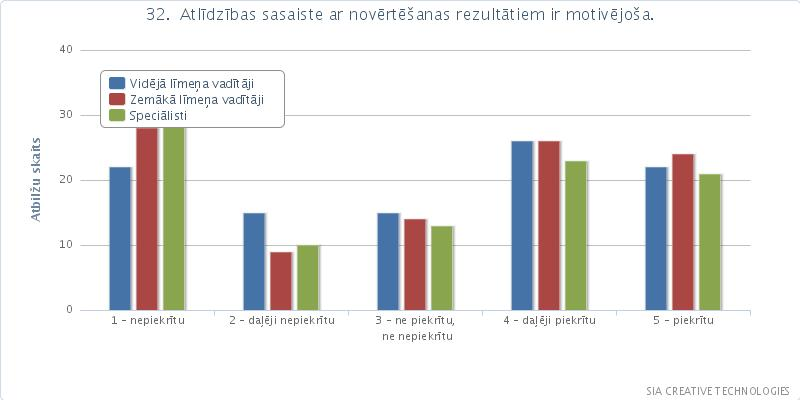 32. Atlīdzības sasaiste ar novērtēšanas rezultātiem ir motivējoša.
40
30
20
10
0
Atbilžu skaits
Vidējā līmeņa vadītāji
Zemākā līmeņa vadītāji
Speciālisti
1 - nepiekrītu
2 - daļēji nepiekrītu
3 - ne piekrītu,
ne nepiekrītu
4 - daļēji piekrītu
5 - piekrītu
SIA CREATIVE TECHNOLOGIES